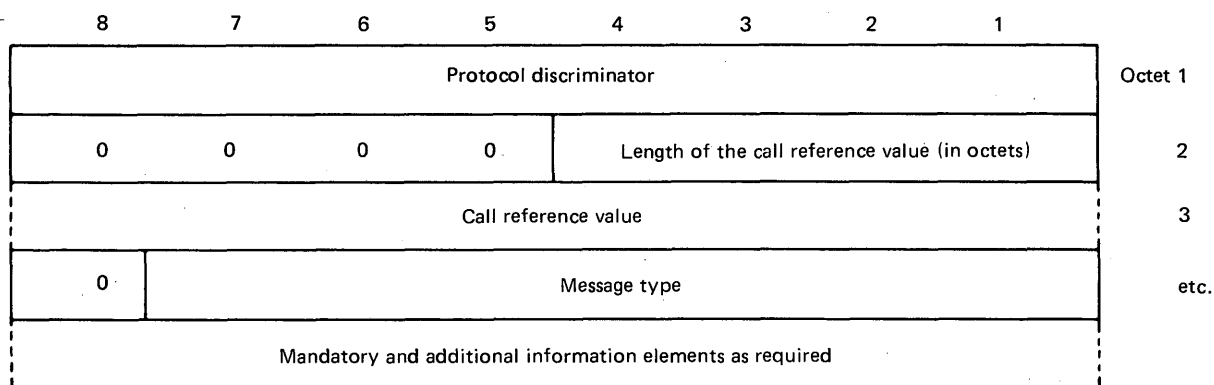 8 7 6 5 4 3 2 1
Protocol discriminator Octet 1
0 0 0 0 Length of the call reference value (in octets) 2
Call reference value 3
0 Message type etc.
Mandatory and additional information elements as required